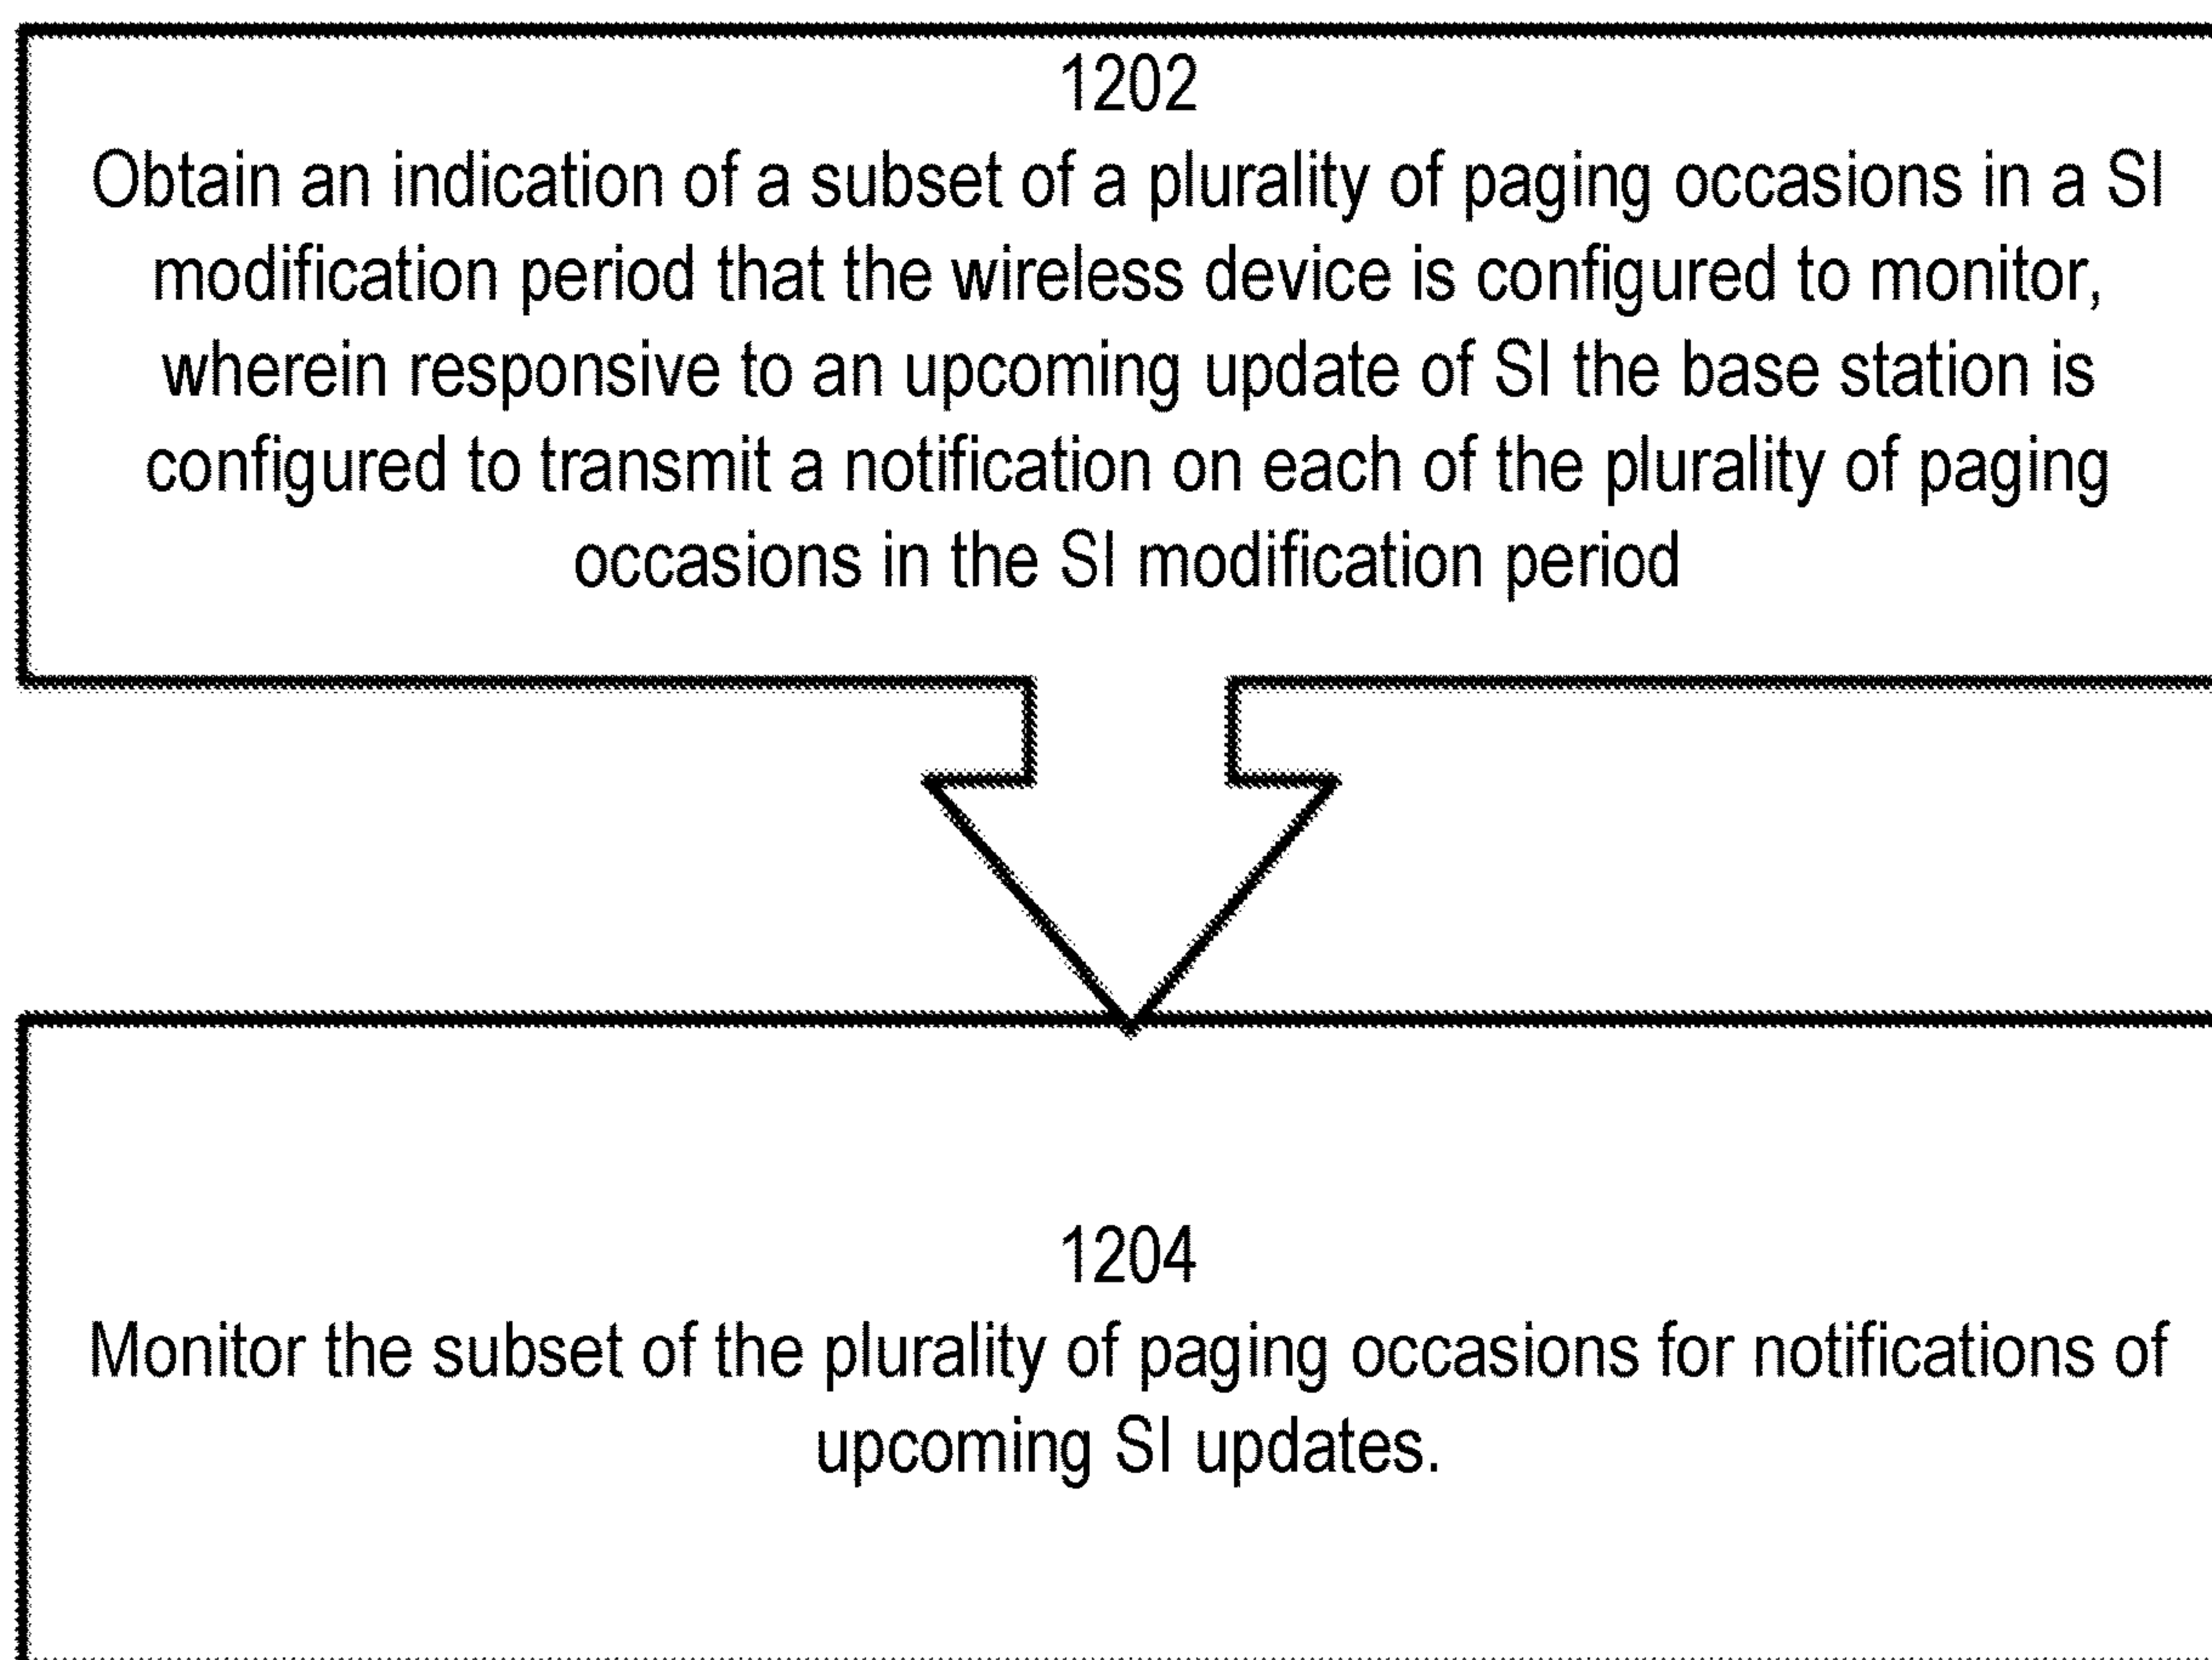 1202
Obtain an indication of a subset of a plurality of paging occasions in a SI
modification period that the wireless device is configured to monitor,
wherein responsive to an upcoming update of SI the base station is
configured to transmit a notification on each of the plurality of paging
occasions in the SI modification period
1204
Monitor the subset of the plurality of paging occasions for notifications of
upcoming SI updates.